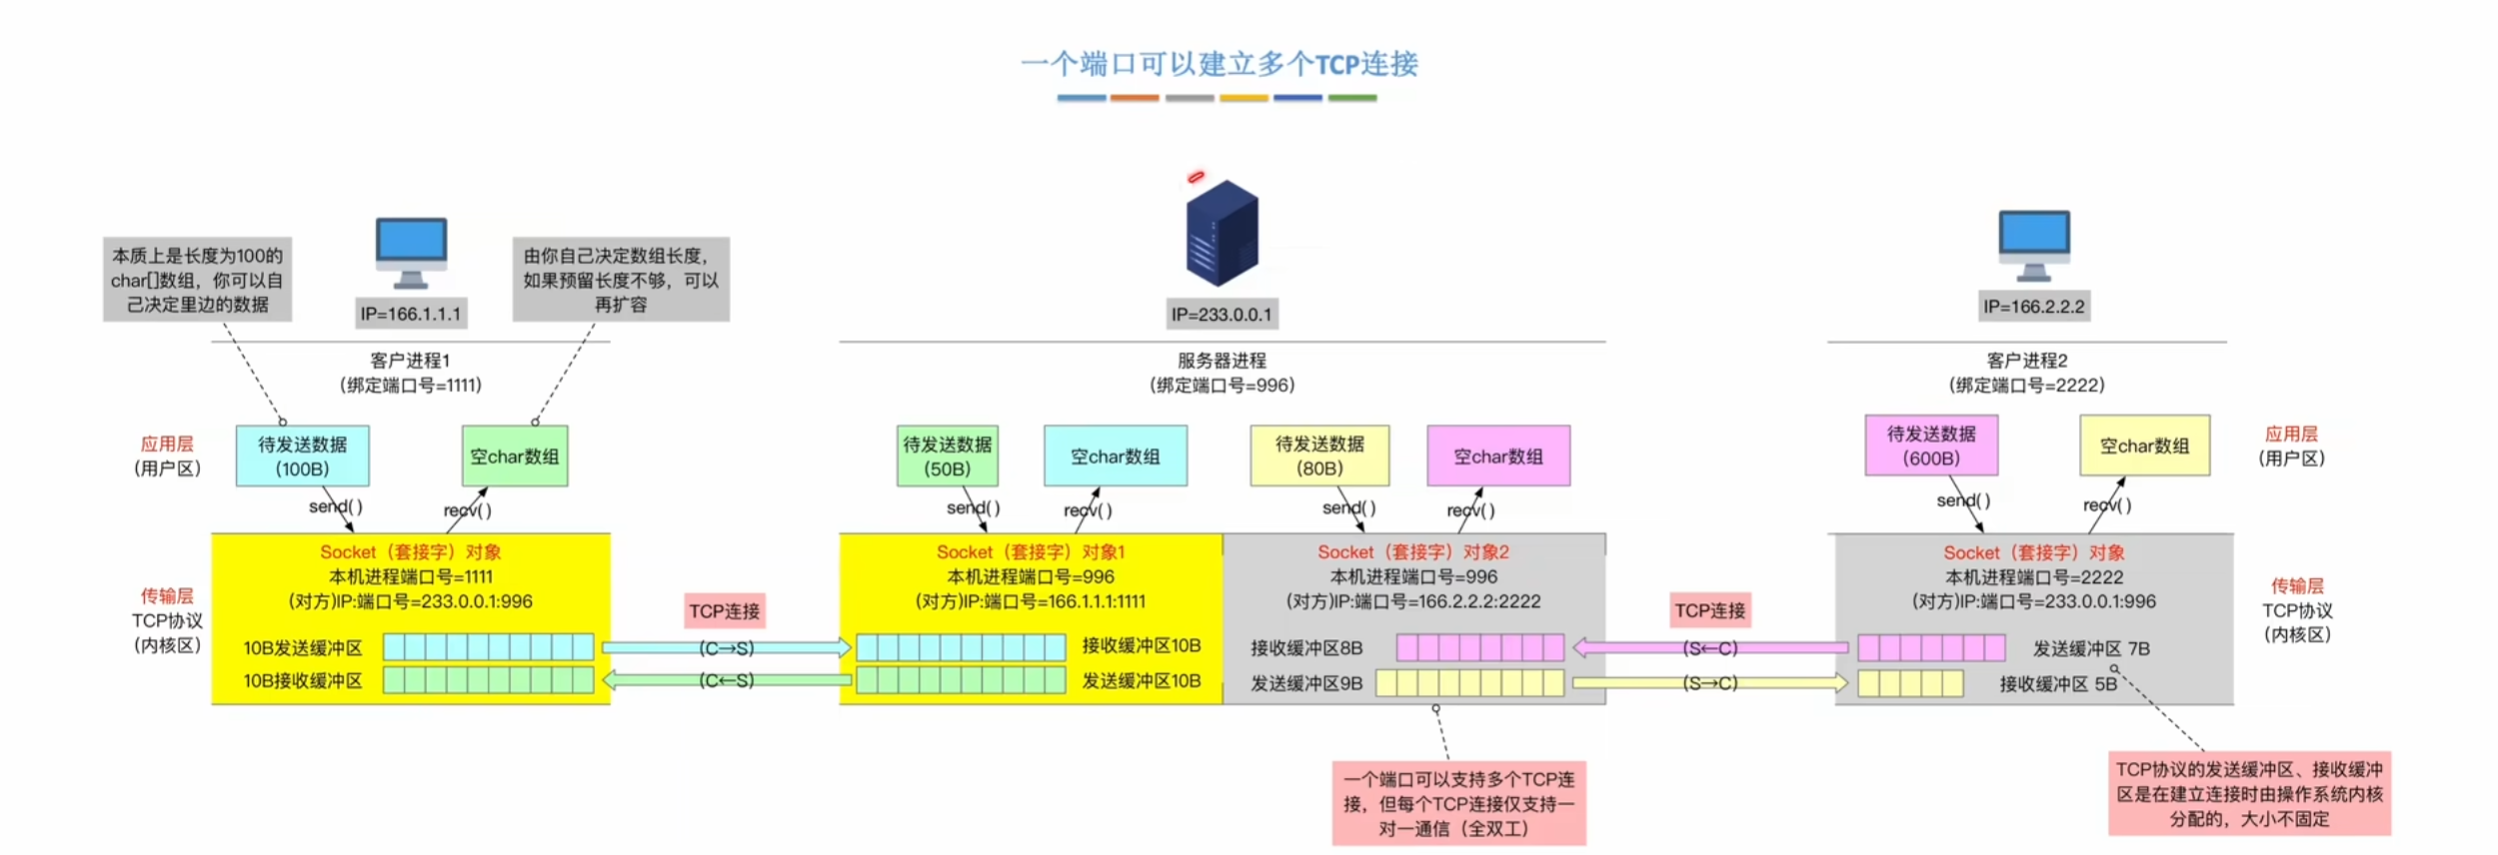 一个端口可以建立多个TCP连接
本质上是长度为100的
char[]数组，你可以自
己决定里边的数据
IP=166.1.1.1
由你自己决定数组长度，
如果预留长度不够，可以
再扩容
IP=233.0.0.1
IP=166.2.2.2
客户进程1
(绑定端口号=1111)
服务器进程
(绑定端口号=996)
客户进程2
(绑定端口号=2222)
应用层
(用户区)
待发送数据
(100B)
空char数组
待发送数据
(50B)
空char数组
待发送数据
(80B)
空char数组
待发送数据
(600B)
空char数组
应用层
(用户区)
send( )
recv( )
send( )
recv( )
send( )
recv( )
send( )
recv( )
传输层
TCP协议
(内核区)
Socket（套接字）对象
本机进程端口号=1111
(对方)IP:端口号=233.0.0.1:996
10B发送缓冲区
10B接收缓冲区
TCP连接
(C→S)
(C←S)
Socket（套接字）对象1
本机进程端口号=996
(对方)IP:端口号=166.1.1.1:1111
接收缓冲区10B
发送缓冲区10B
Socket（套接字）对象2
本机进程端口号=996
(对方)IP:端口号=166.2.2.2:2222
接收缓冲区8B
发送缓冲区9B
TCP连接
(S←C)
(S→C)
Socket（套接字）对象
本机进程端口号=2222
(对方)IP:端口号=233.0.0.1:996
发送缓冲区 7B
接收缓冲区 5B
传输层
TCP协议
(内核区)
一个端口可以支持多个TCP连
接，但每个TCP连接仅支持一
对一通信（全双工）
TCP协议的发送缓冲区、接收缓冲
区是在建立连接时由操作系统内核
分配的，大小不固定